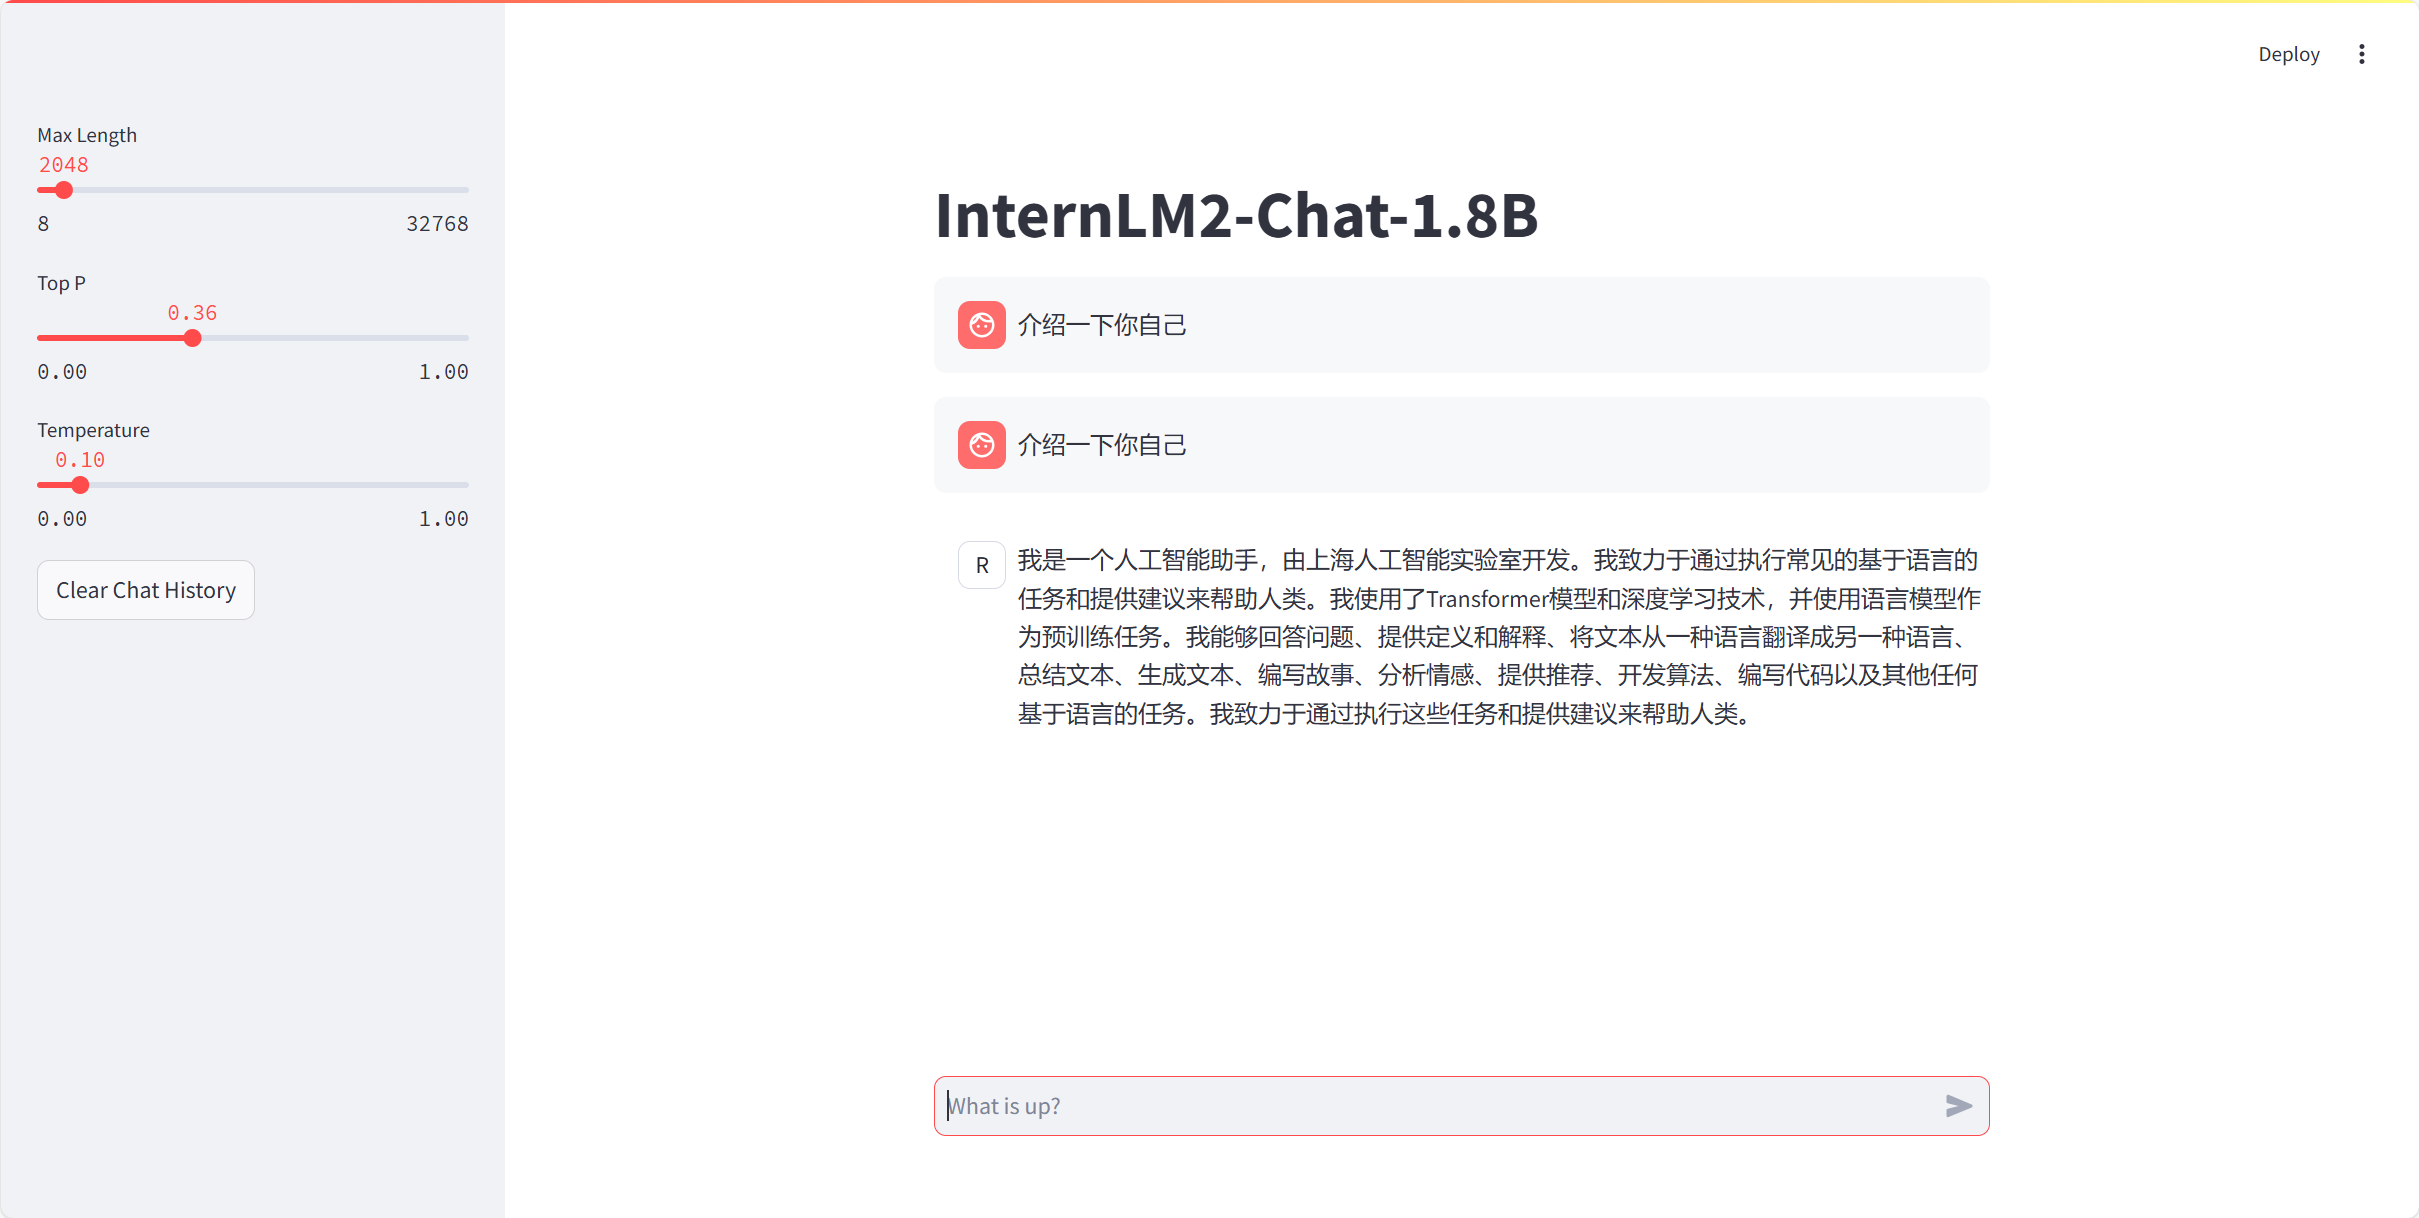 Deploy
Max Length
2048
8 32768
Top P
0.36
0.00 1.00
Temperature
0.10
0.00 1.00
Clear Chat History
InternLM2-Chat-1.8B
介绍一下你自己
介绍一下你自己
R
我是一个人工智能助手，由上海人工智能实验室开发。我致力于通过执行常见的基于语言的
任务和提供建议来帮助人类。我使用了Transformer模型和深度学习技术，并使用语言模型作
为预训练任务。我能够回答问题、提供定义和解释、将文本从一种语言翻译成另一种语言、
总结文本、生成文本、编写故事、分析情感、提供推荐、开发算法、编写代码以及其他任何
基于语言的任务。我致力于通过执行这些任务和提供建议来帮助人类。
What is up?